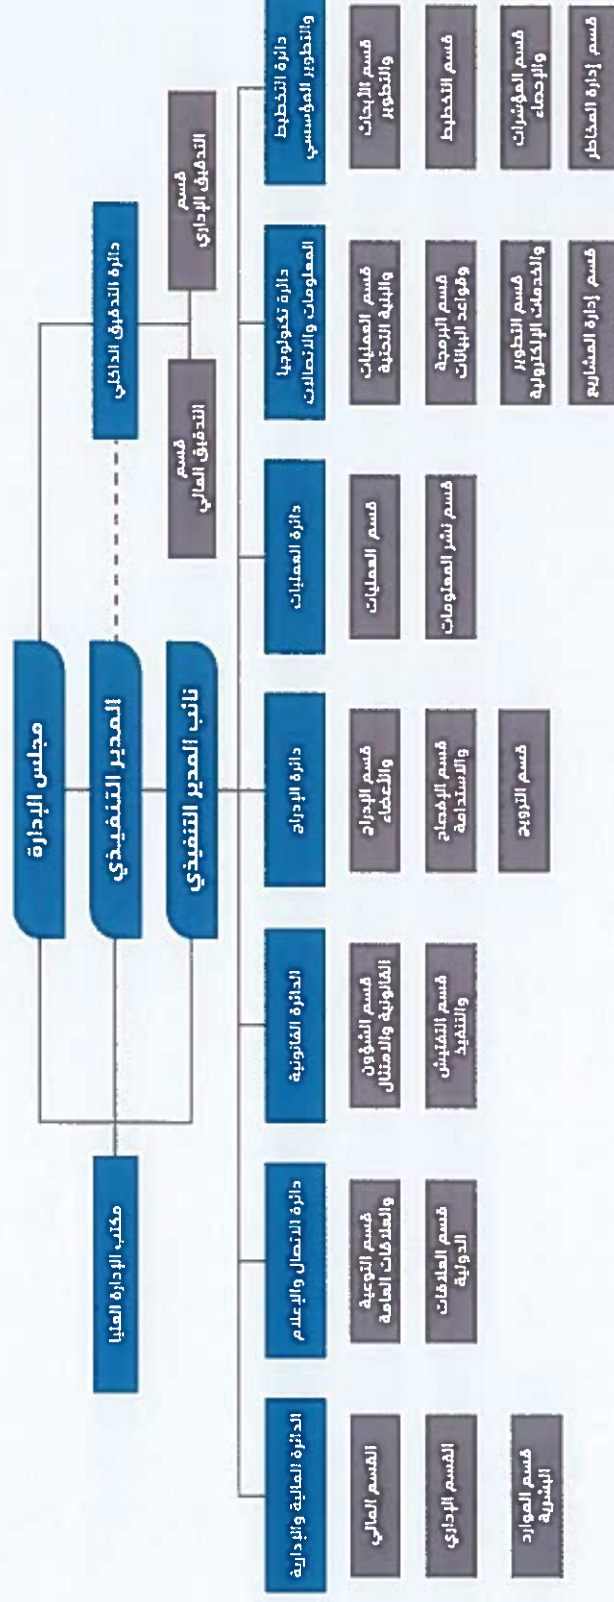 مجلس الإدارة
المدير التنفيذي
نائب المدير التنفيذي
مكتب الإدارة العليا
دائرة التدقيق الداخلي
قسم
التدقيق الإداري
قسم
التدقيق المالي
دائرة التخطيط
والتطوير المؤسسي
قسم الأبحاث
والتطوير
قسم التخطيط
قسم المؤشرات
والإحصاء
قسم إدارة المخاطر
دائرة تكنولوجيا
المعلومات والاتصالات
قسم العمليات
والبنية التحتية
قسم البرمجة
وقواعد البيانات
قسم التطوير
والخدمات الإلكترونية
قسم إدارة المشاريع
دائرة العمليات
قسم العمليات
قسم نشر المعلومات
دائرة الإدراج
قسم الإدراج
والأعضاء
قسم الإفصاح
والاستدامة
قسم الترويج
الدائرة القانونية
قسم الشؤون
القانونية والامتثال
قسم التفتيش
والتنفيذ
دائرة الاتصال والإعلام
قسم التوعية
والعلاقات العامة
قسم العلاقات
الدولية
الدائرة المالية والإدارية
القسم المالي
القسم الإداري
قسم الموارد
البشرية